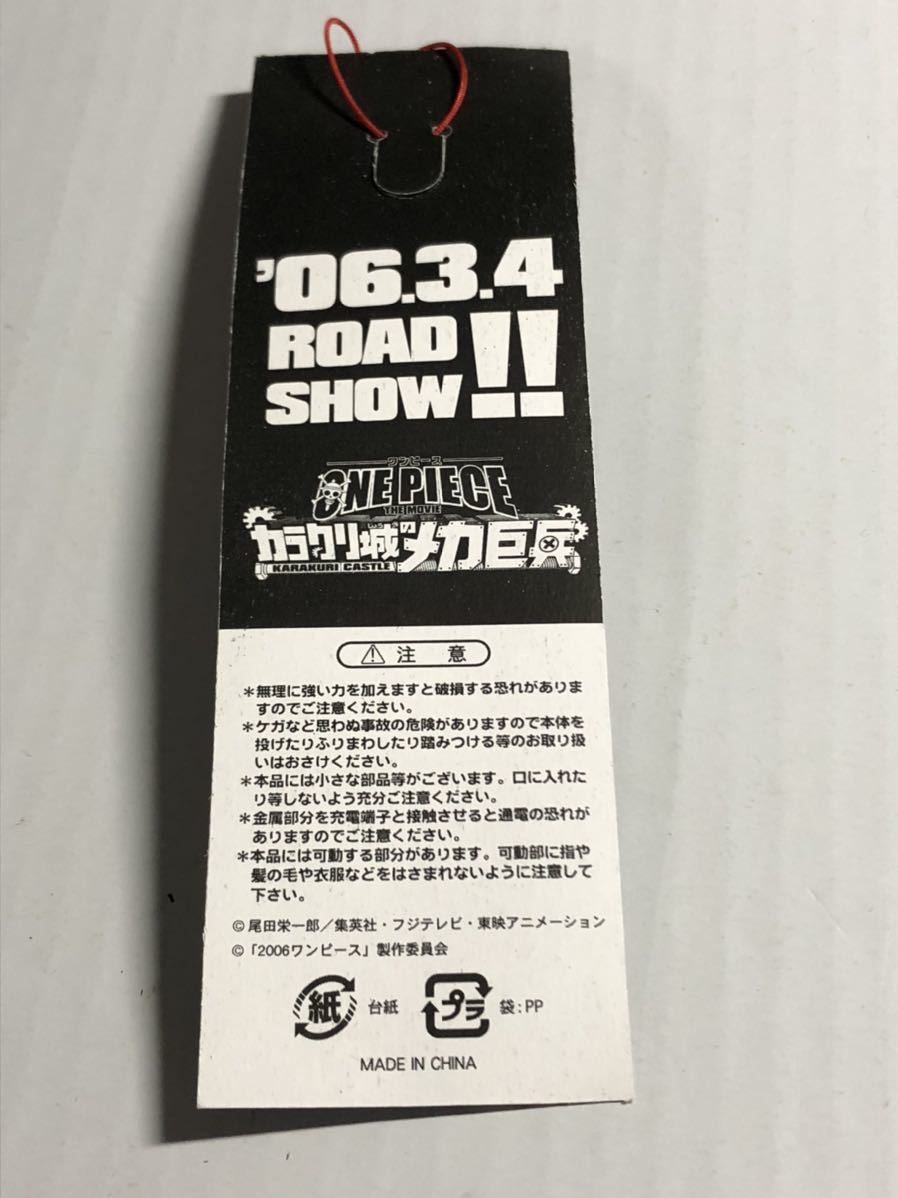 '06.3.4
ROAD
SHOW!!
ワンピース
ONE PIECE
THE MOVIE
カラクリ城のメカ巨兵
KARAKURI CASTLE
⚠ 注 意
＊無理に強い力を加えますと破損する恐れがありま
すのでご注意ください。
＊ケガなど思わぬ事故の危険がありますので本体を
投げたりふりまわしたり踏みつける等のお取り扱
いはおさけください。
＊本品には小さな部品等がございます。口に入れた
り等しないよう充分ご注意ください。
＊金属部分を充電端子と接触させると通電の恐れが
ありますのでご注意ください。
＊本品には可動する部分があります。可動部に指や
髪の毛や衣服などをはさまれないように注意して
下さい。
© 尾田栄一郎／集英社・フジテレビ・東映アニメーション
© 「2006ワンピース」製作委員会
紙 台紙 プラ 袋：PP
MADE IN CHINA